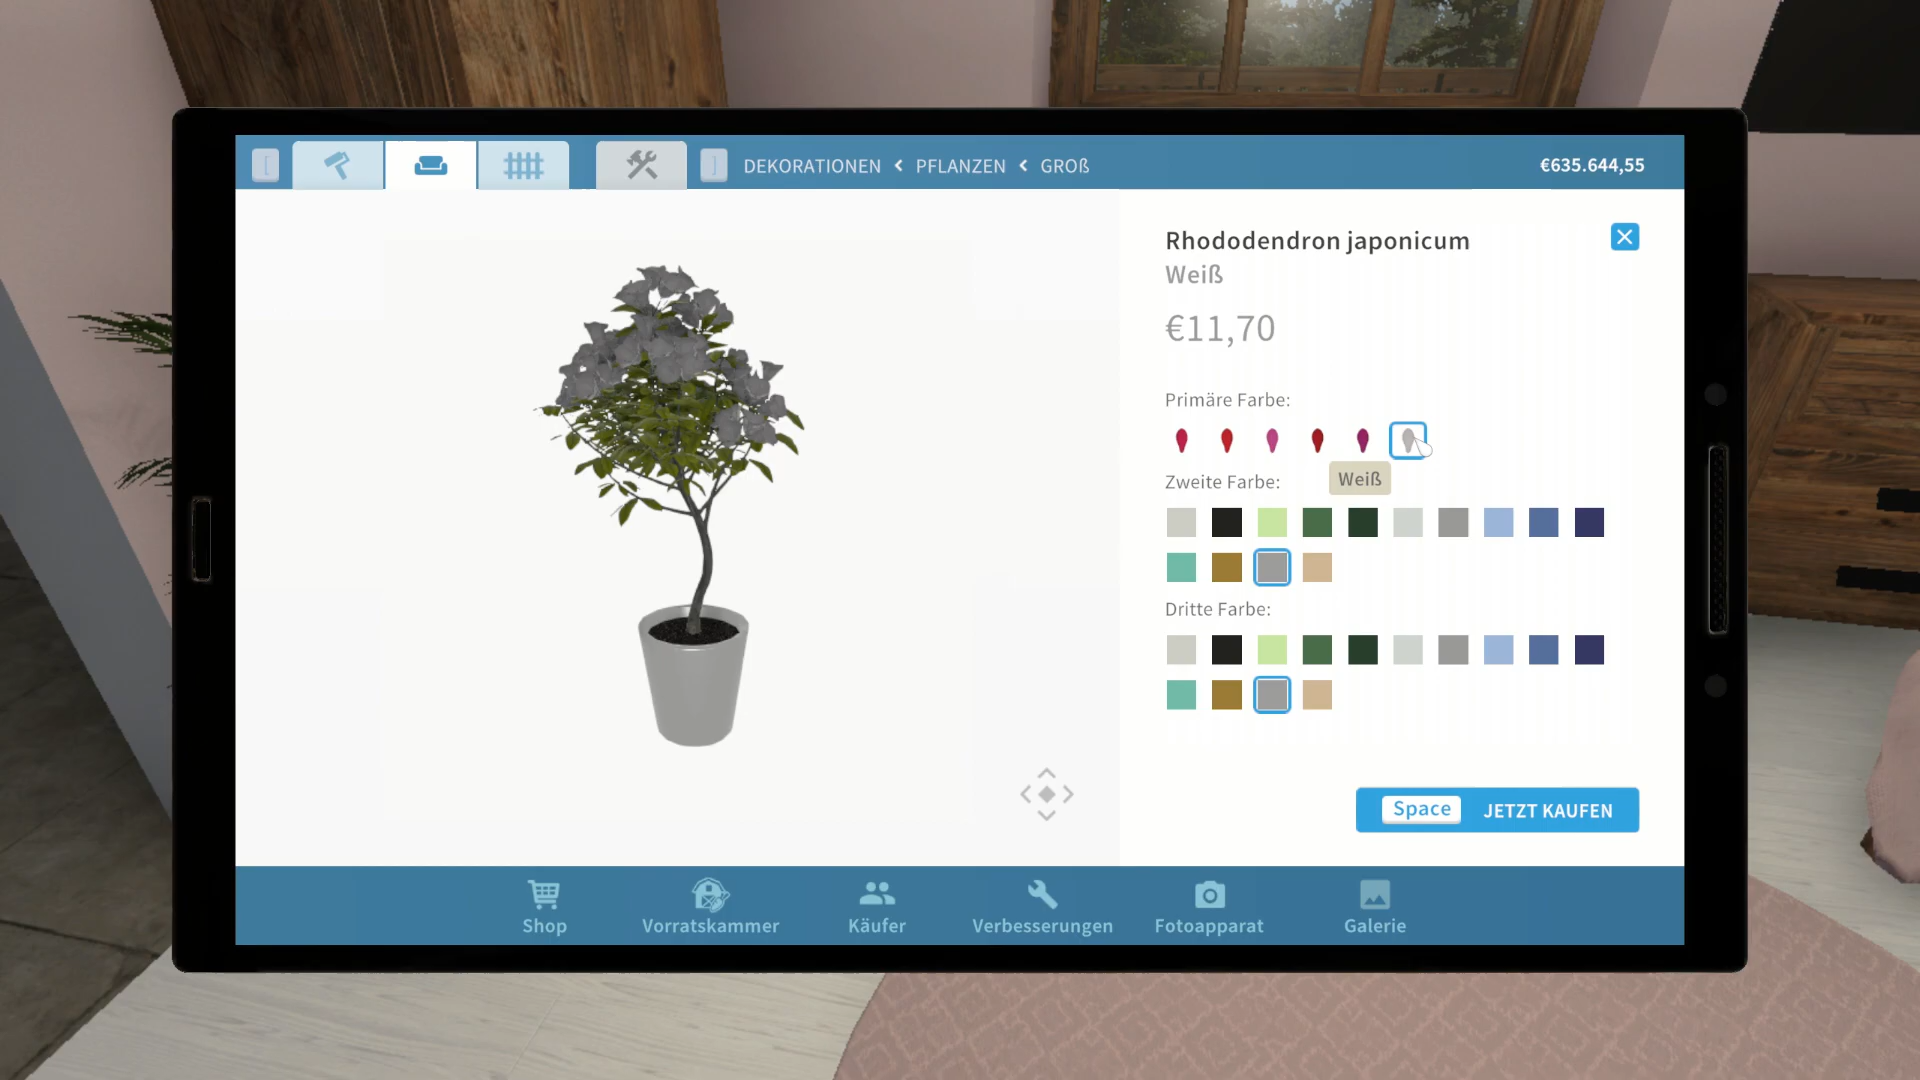 DEKORATIONEN < PFLANZEN < GROß
€635.644,55
Rhododendron japonicum
Weiß
€11,70
Primäre Farbe:
Weiß
Zweite Farbe:
Dritte Farbe:
Space JETZT KAUFEN
Shop
Vorratskammer
Käufer
Verbesserungen
Fotoapparat
Galerie